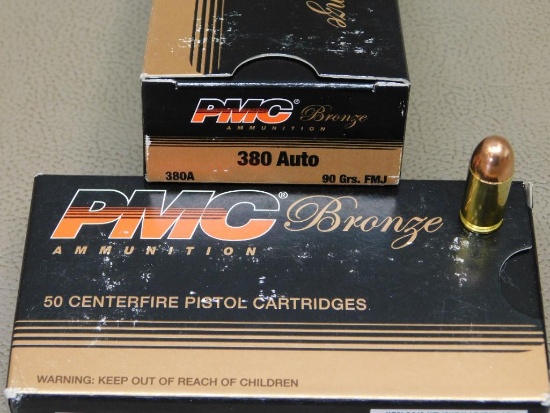 PMC® Bronze
AMMUNITION
380 Auto
380A 90 Grs. FMJ
PMC® Bronze
AMMUNITION
50 CENTERFIRE PISTOL CARTRIDGES
WARNING: KEEP OUT OF REACH OF CHILDREN